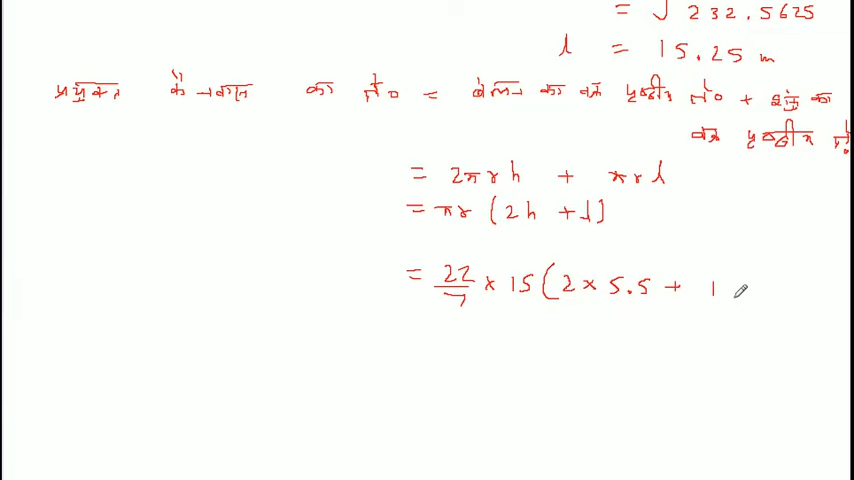 = √ 232.5625
l = 15.25 m
प्रयुक्त कैनवास का क्षे० = बेलन का वक्र पृष्ठीय क्षे० + शंकु का
वक्र पृष्ठीय क्षे०
= 2πrh + πrl
= πr (2h + l)
= 22/7 × 15 (2 × 5.5 + 1